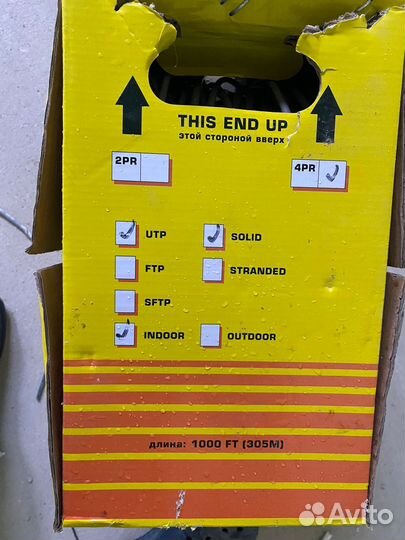 THIS END UP
этой стороной вверх
2PR 4PR
UTP SOLID
FTP STRANDED
SFTP
INDOOR OUTDOOR
длина: 1000 FT (305М)
Avito